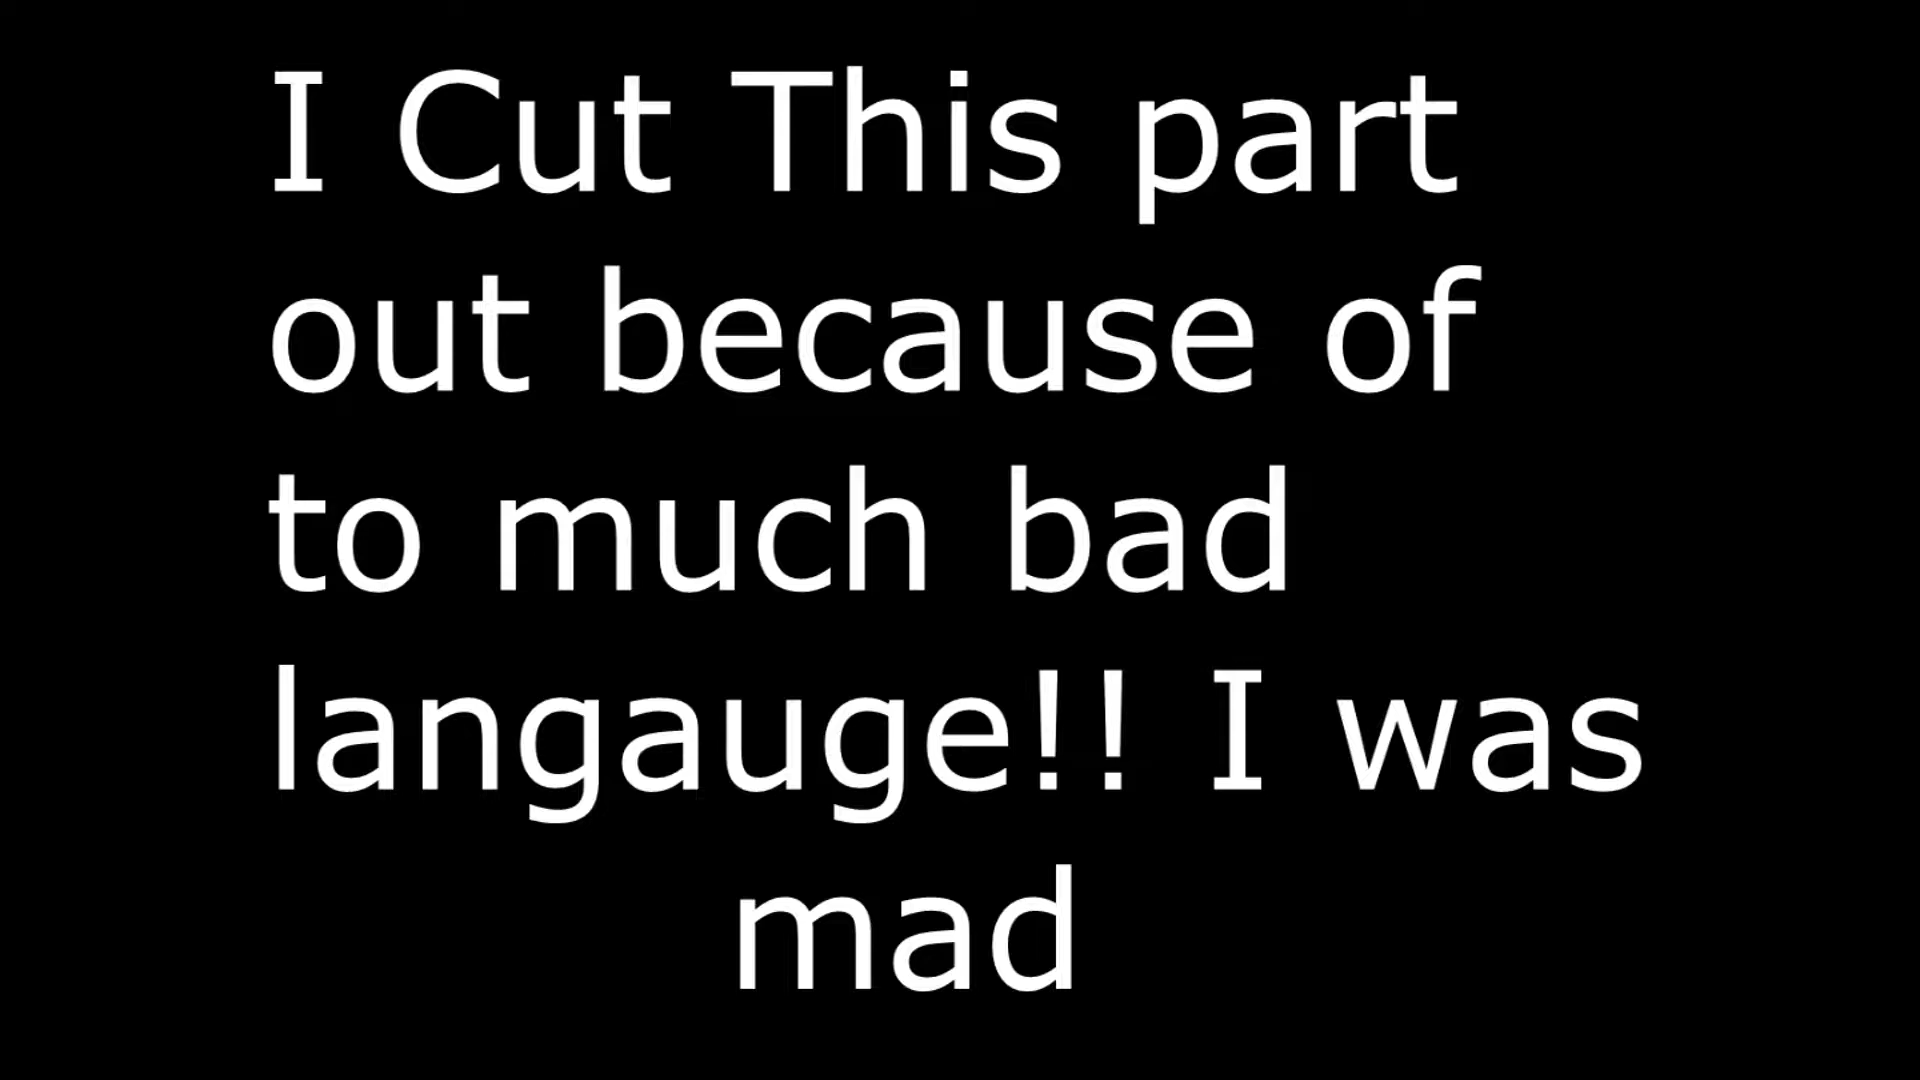 I Cut This part
out because of
to much bad
langauge!! I was
mad